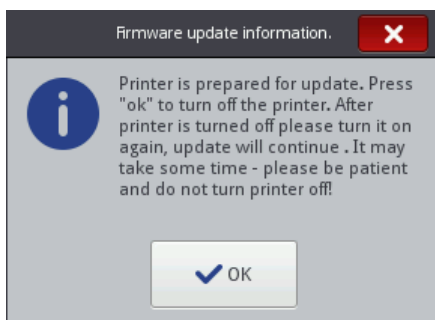 Firmware update information.
Printer is prepared for update. Press
"ok" to turn off the printer. After
printer is turned off please turn it on
again, update will continue . It may
take some time - please be patient
and do not turn printer off!
OK